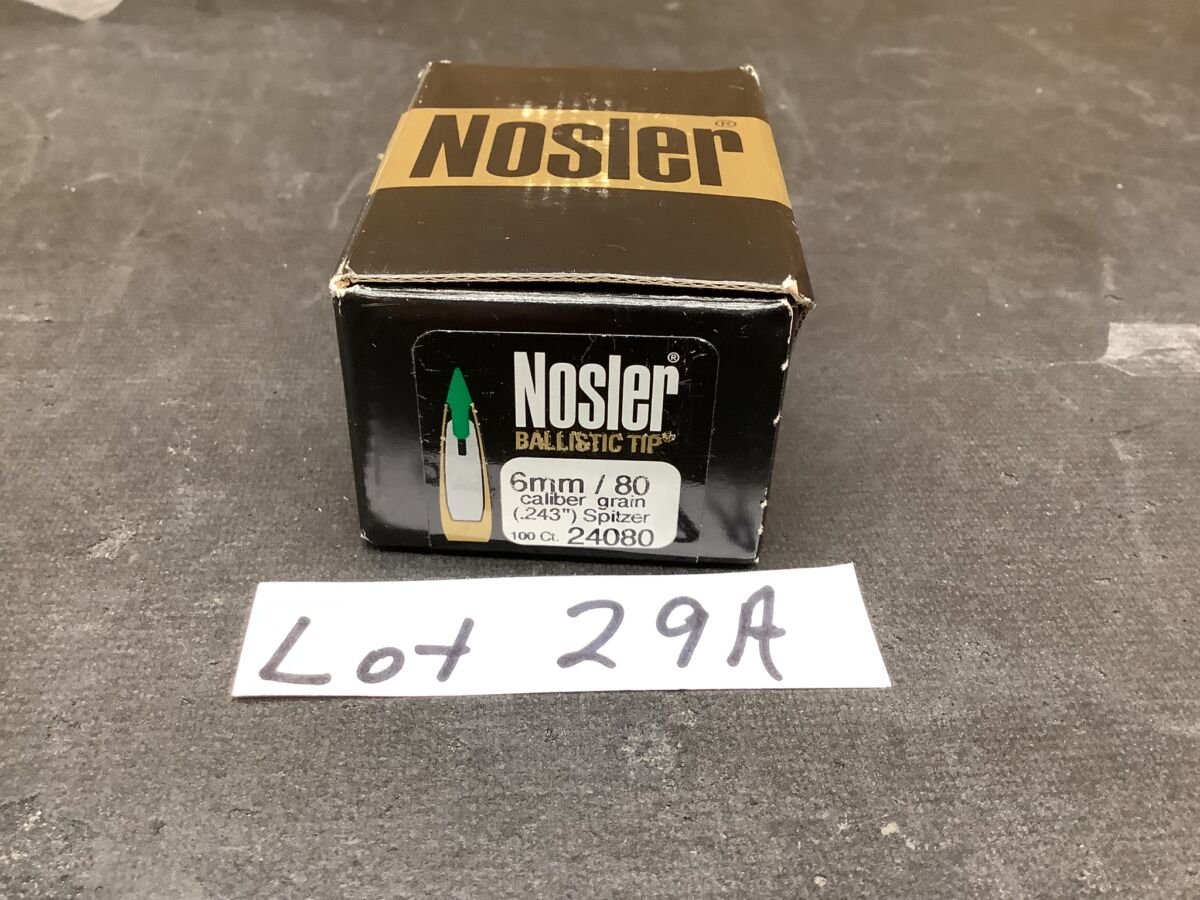 Nosler®
Nosler®
BALLISTIC TIP®
6mm / 80
caliber grain
(.243") Spitzer
100 Ct. 24080
Lot 29A